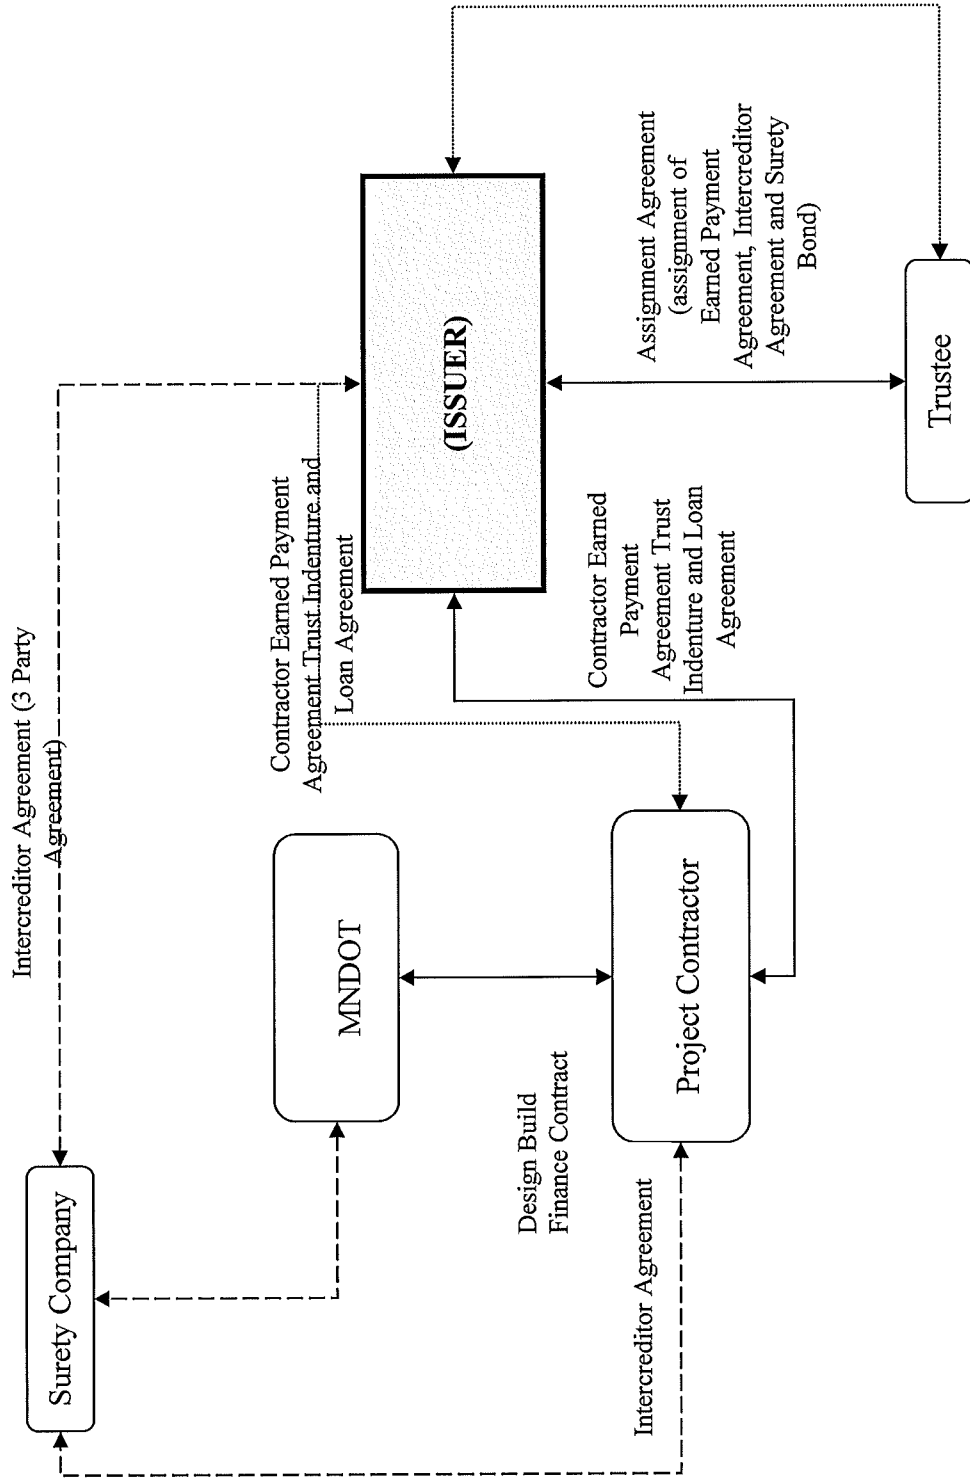 Intercreditor Agreement (3 Party
Agreement)
Surety Company
Contractor Earned Payment
Agreement Trust Indenture and
Loan Agreement
MNDOT
(ISSUER)
Design Build
Finance Contract
Contractor Earned
Payment
Agreement Trust
Indenture and Loan
Agreement
Assignment Agreement
(assignment of
Earned Payment
Agreement, Intercreditor
Agreement and Surety
Bond)
Intercreditor Agreement
Project Contractor
Trustee